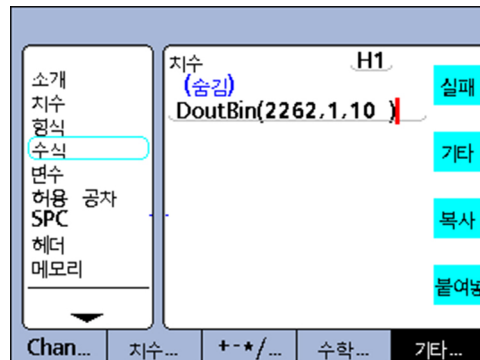 소개
치수
형식
수식
변수
허용 공차
SPC
헤더
메모리
치수 H1
(숨김)
DoutBin(2262,1,10 )
실패
기타
복사
붙여넣
Chan... 치수... +-*/... 수학... 기타...